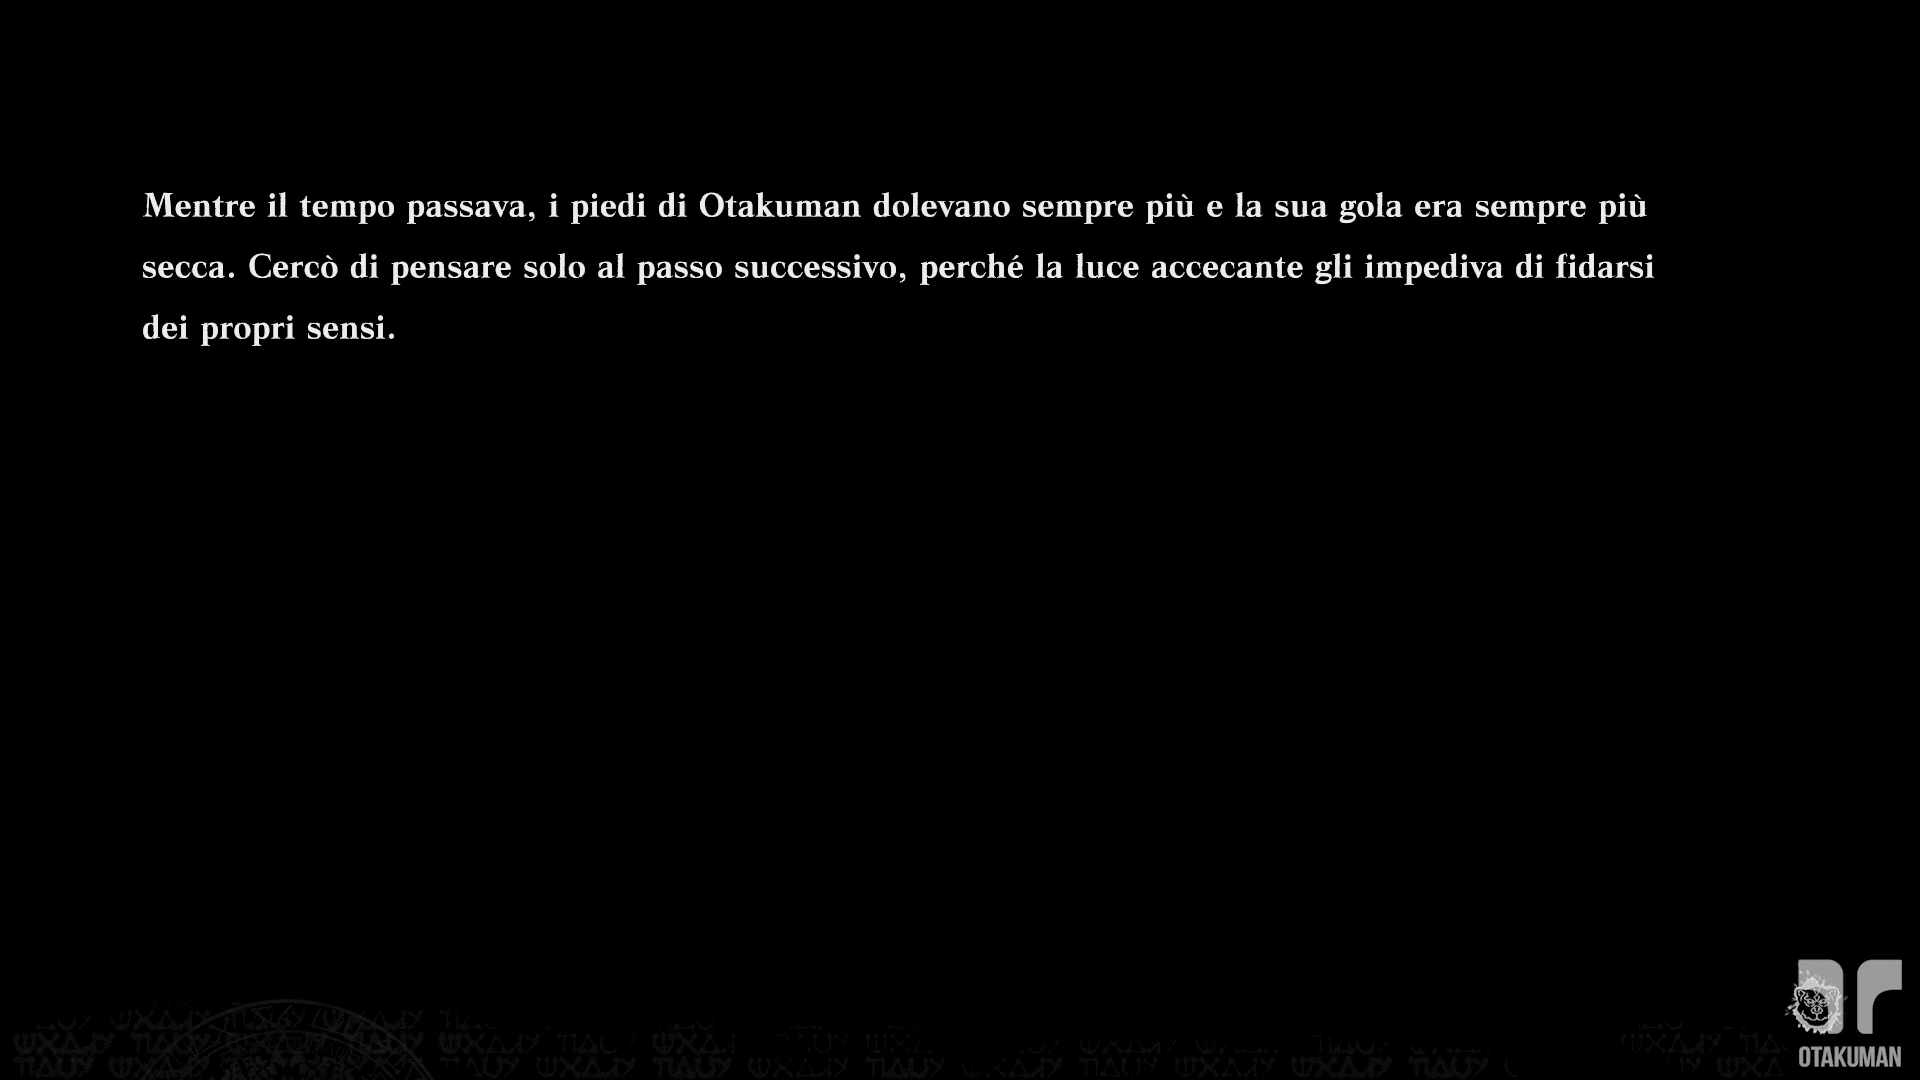 Mentre il tempo passava, i piedi di Otakuman dolevano sempre più e la sua gola era sempre più
secca. Cercò di pensare solo al passo successivo, perché la luce accecante gli impediva di fidarsi
dei propri sensi.
OTAKUMAN